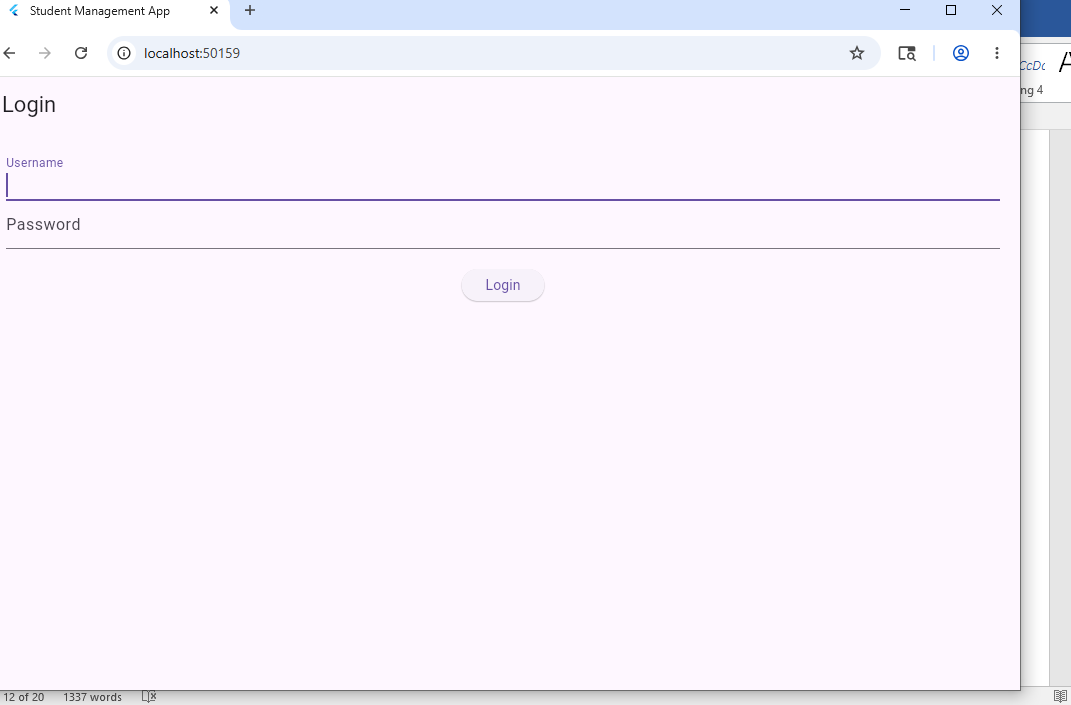 Student Management App
localhost:50159
CcDc
ng 4
Login
Username
Password
Login
12 of 20 1337 words